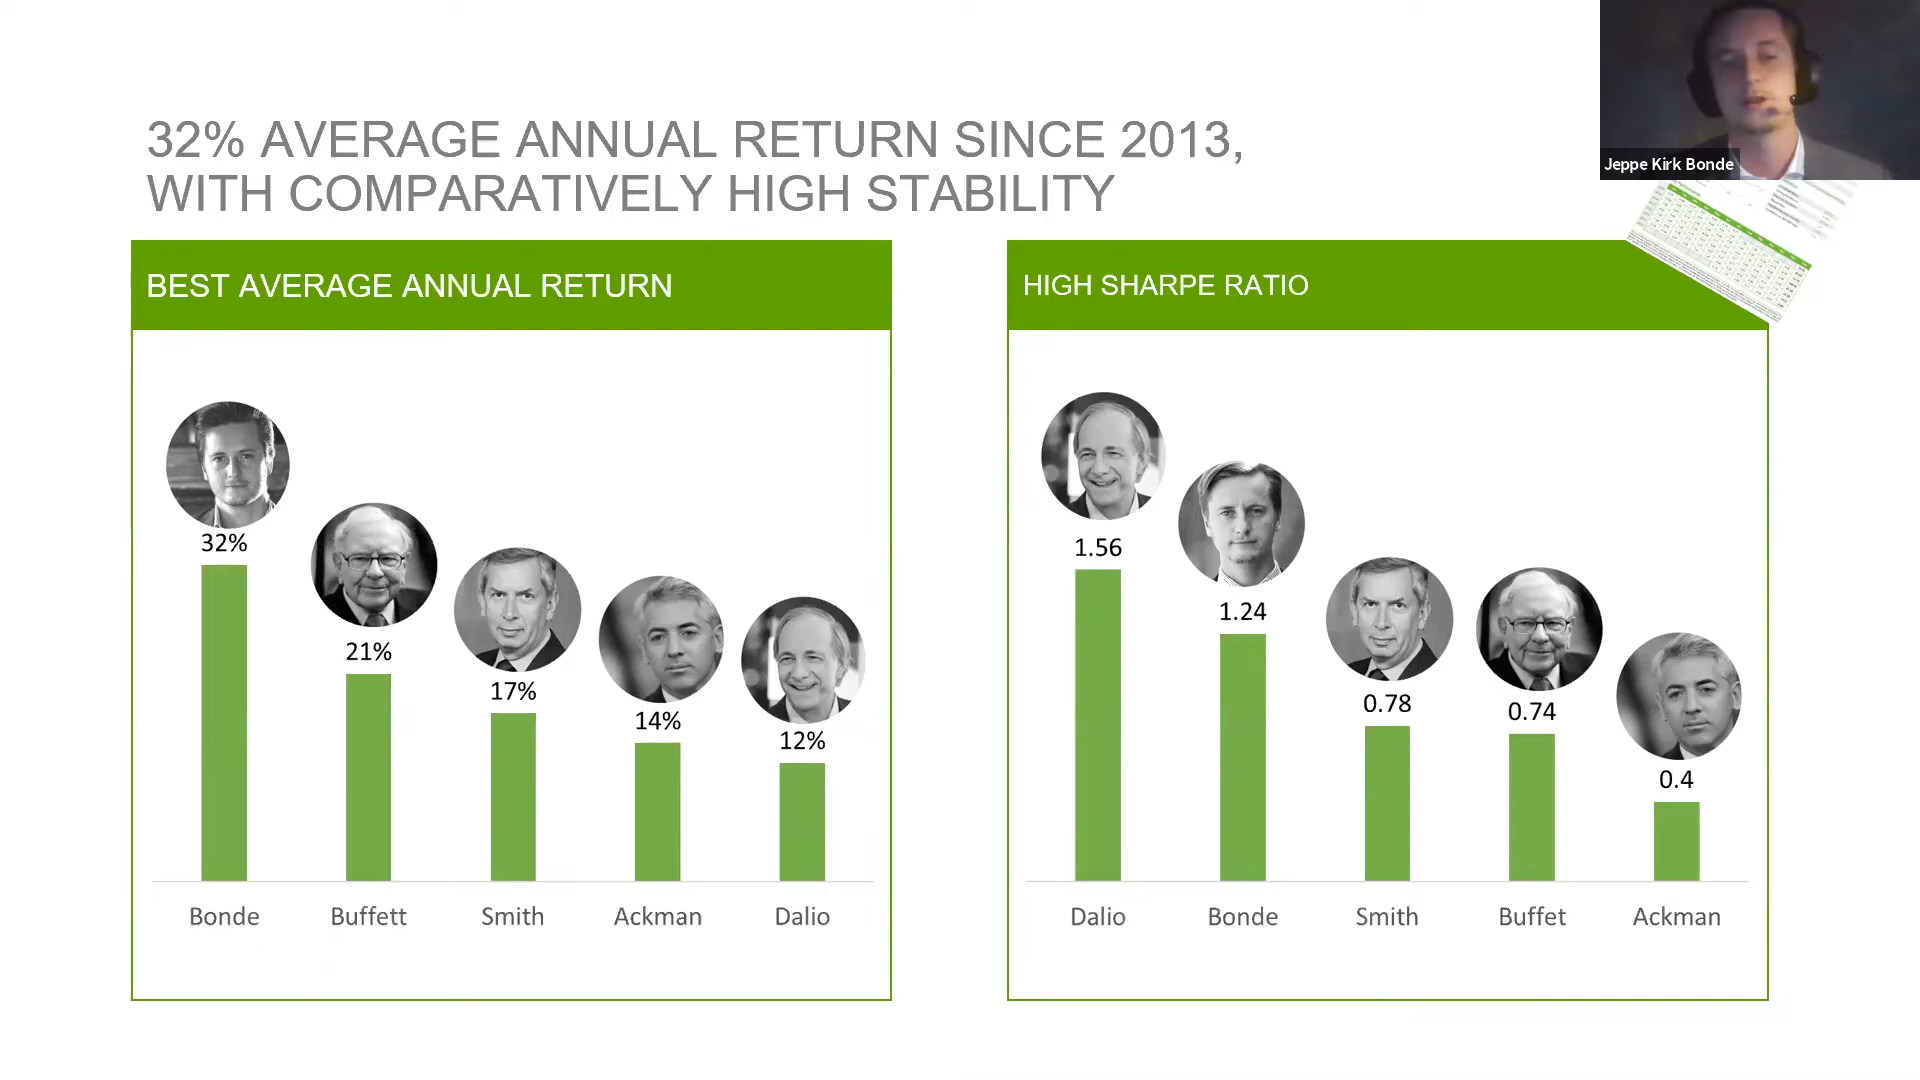 Jeppe Kirk Bonde
32% AVERAGE ANNUAL RETURN SINCE 2013,
WITH COMPARATIVELY HIGH STABILITY
BEST AVERAGE ANNUAL RETURN
32%
21%
17%
14%
12%
Bonde
Buffett
Smith
Ackman
Dalio
HIGH SHARPE RATIO
1.56
1.24
0.78
0.74
0.4
Dalio
Bonde
Smith
Buffet
Ackman